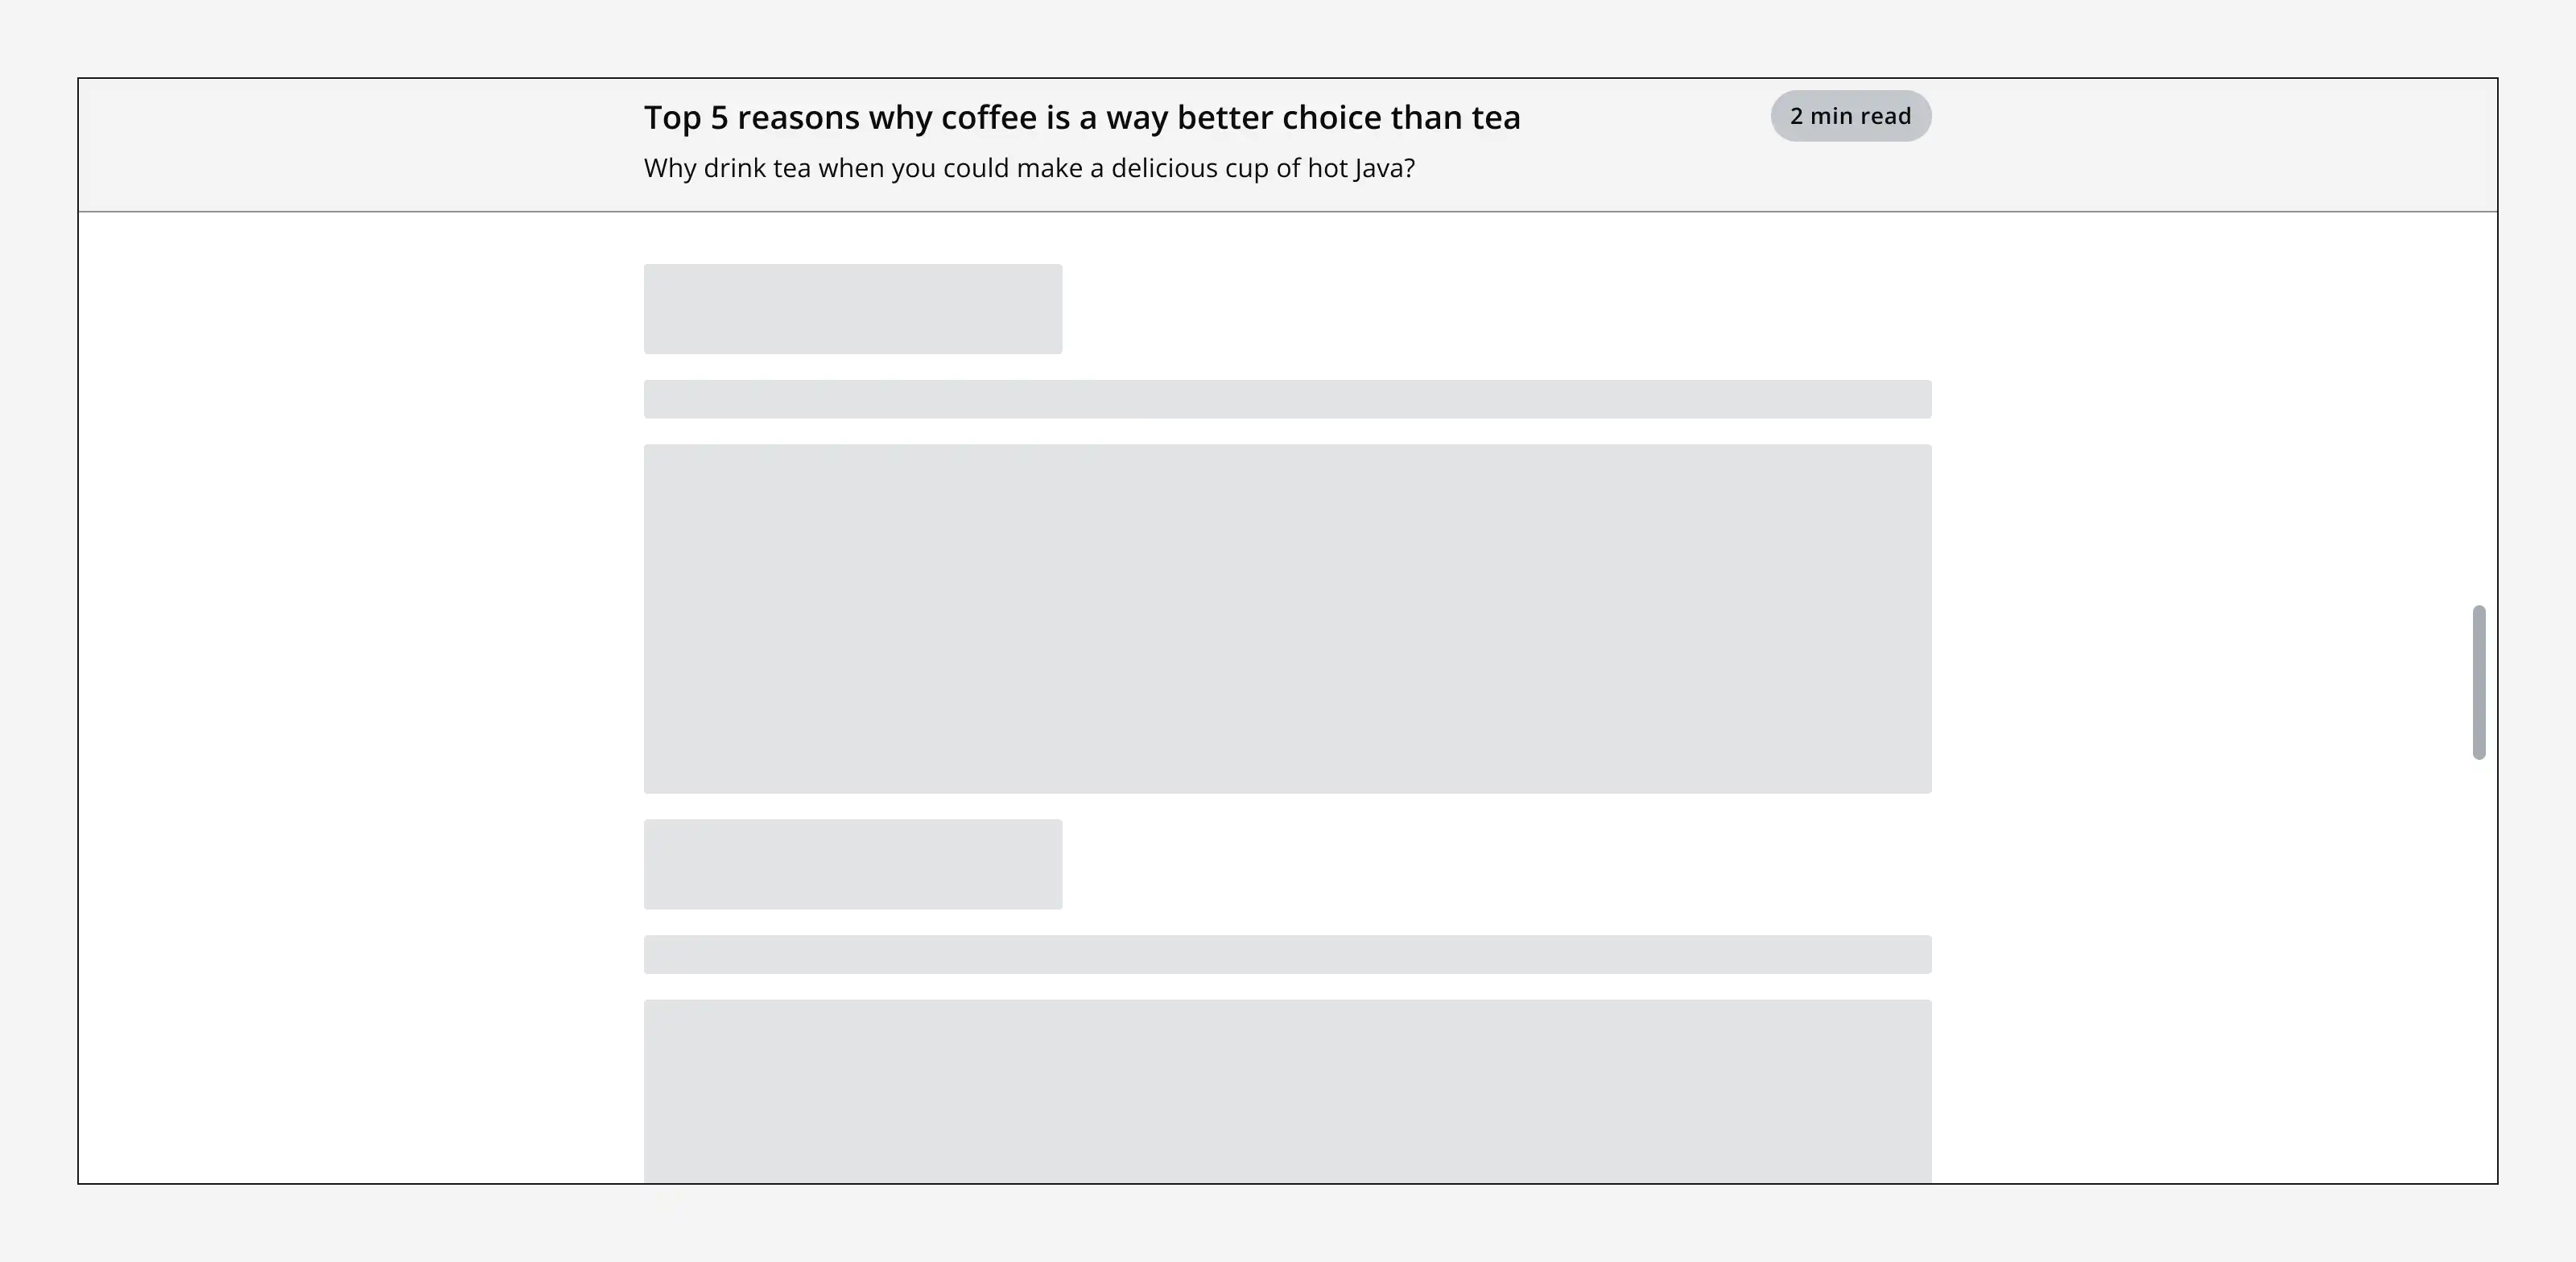 Top 5 reasons why coffee is a way better choice than tea
2 min read
Why drink tea when you could make a delicious cup of hot Java?